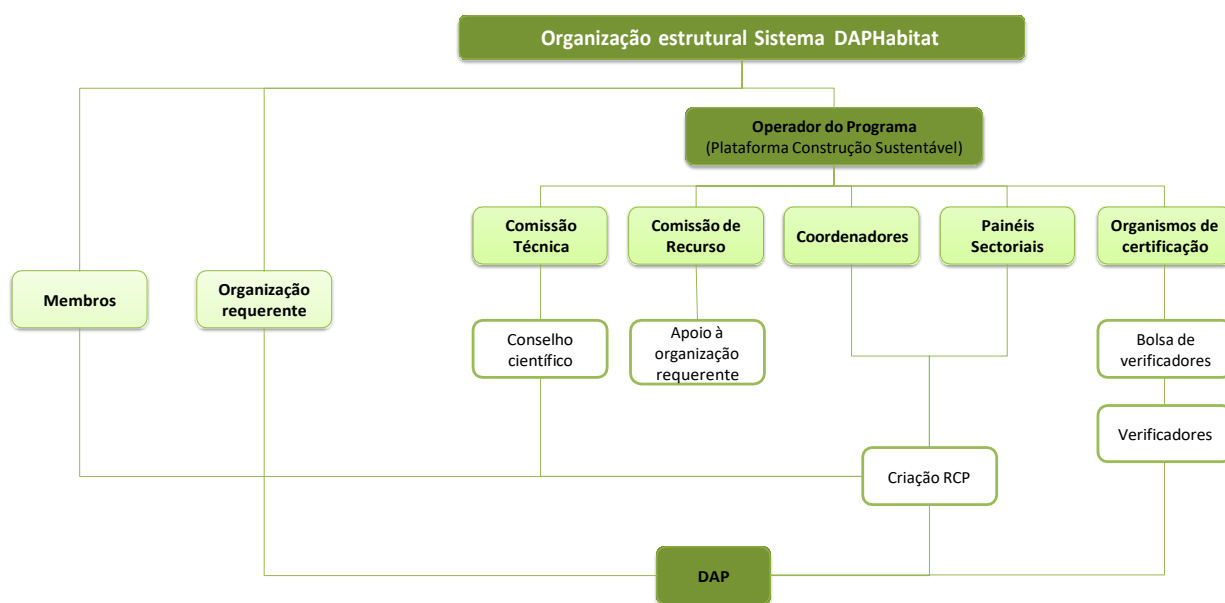 Organização estrutural Sistema DAPHabitat
Operador do Programa
(Plataforma Construção Sustentável)
Comissão
Técnica
Comissão de
Recurso
Coordenadores
Painéis
Sectoriais
Organismos de
certificação
Membros
Organização
requerente
Conselho
científico
Apoio à
organização
requerente
Bolsa de
verificadores
Verificadores
Criação RCP
DAP